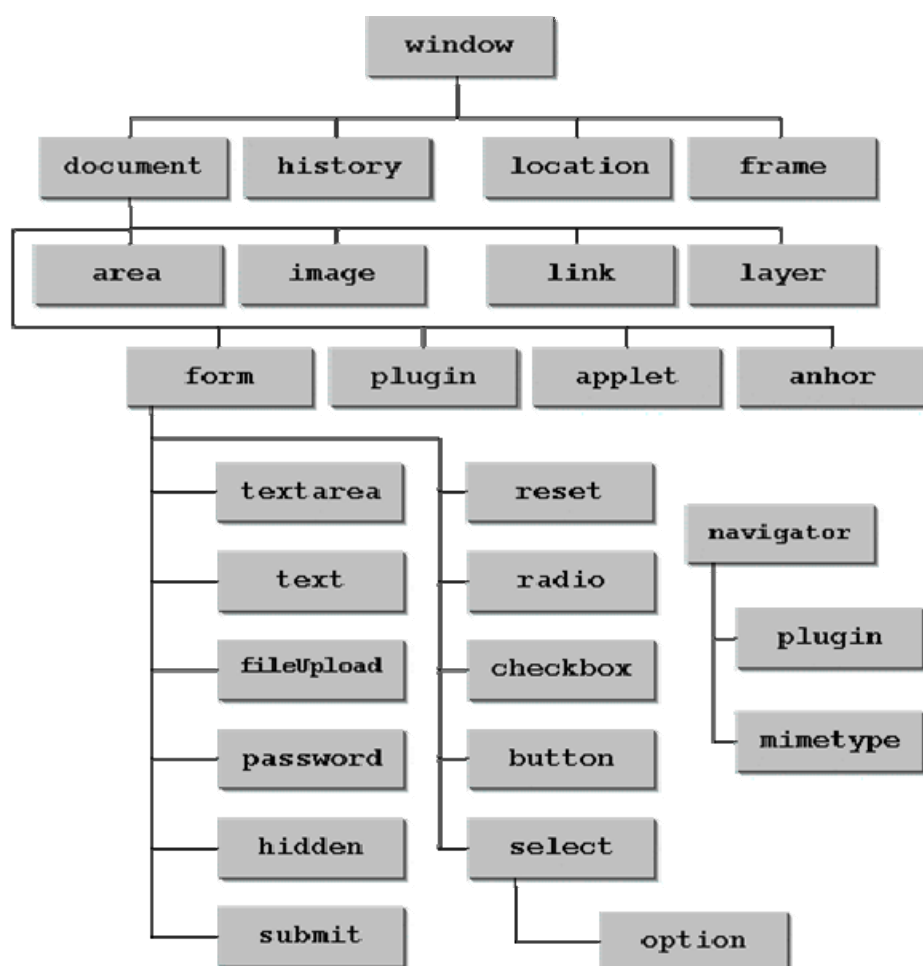 window
document history location frame
area image link layer
form plugin applet anhor
textarea reset
navigator
text radio
plugin
fileUpload checkbox
mimetype
password button
hidden select
submit option